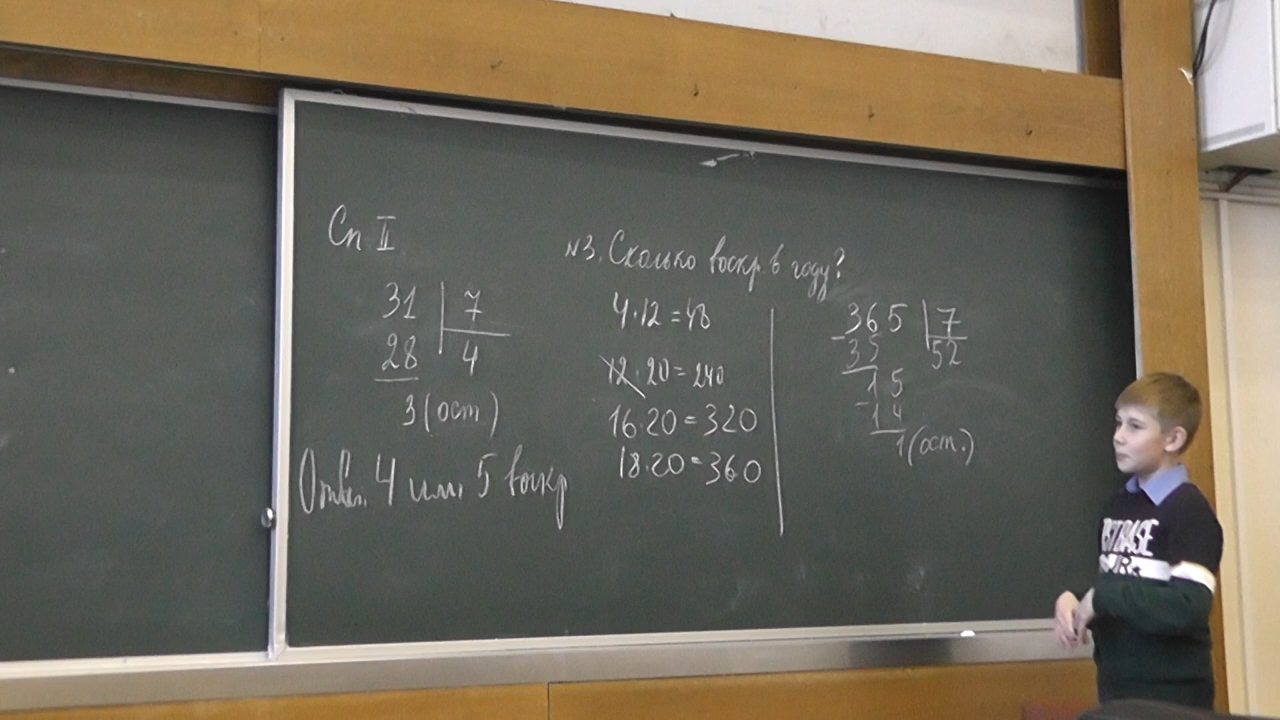 Сп II
31 | 7
28 | 4
3 (ост.)
Ответ. 4 или 5 воскр
№3. Сколько воскр. в году?
4·12=48
12·20=240
16·20=320
18·20=360
365 | 7
-35 | 52
15
-14
1 (ост.)